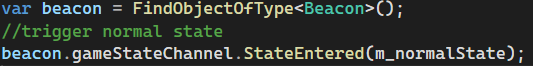 var beacon = FindObjectOfType<Beacon>();
//trigger normal state
beacon.gameStateChannel.StateEntered(m_normalState);